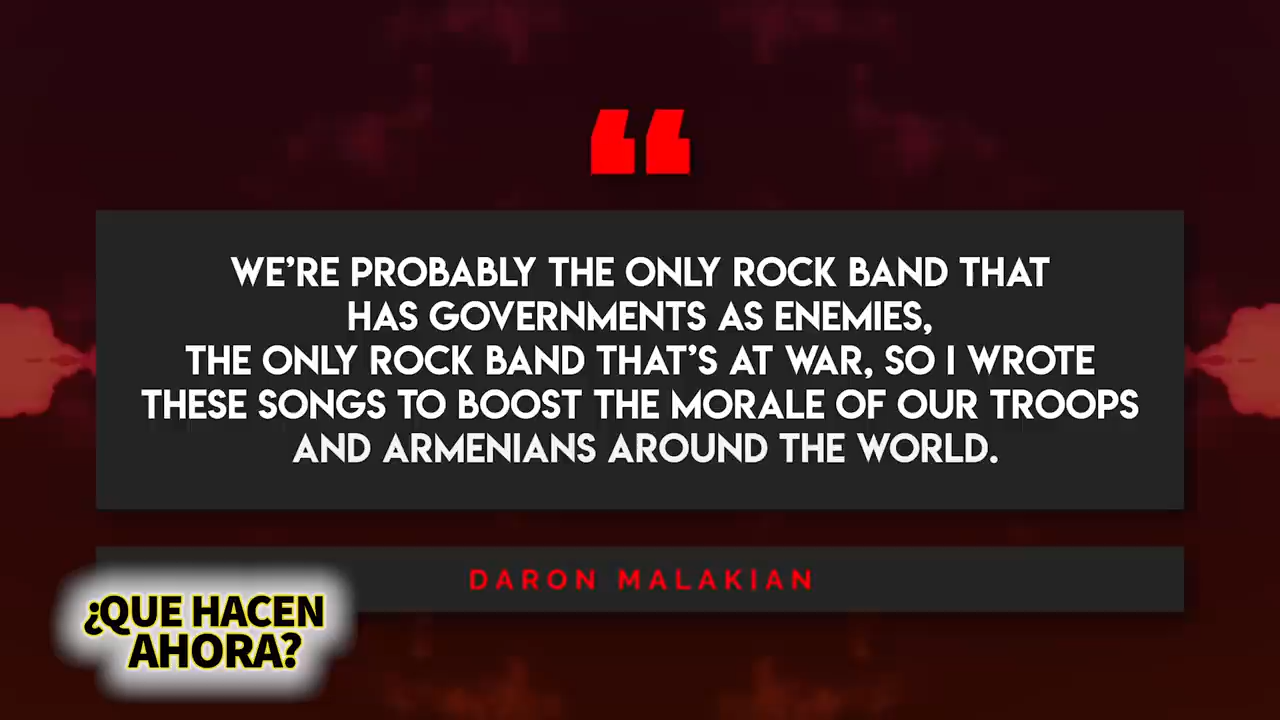 “
WE’RE PROBABLY THE ONLY ROCK BAND THAT
HAS GOVERNMENTS AS ENEMIES,
THE ONLY ROCK BAND THAT’S AT WAR, SO I WROTE
THESE SONGS TO BOOST THE MORALE OF OUR TROOPS
AND ARMENIANS AROUND THE WORLD.
DARON MALAKIAN
¿QUE HACEN
AHORA?